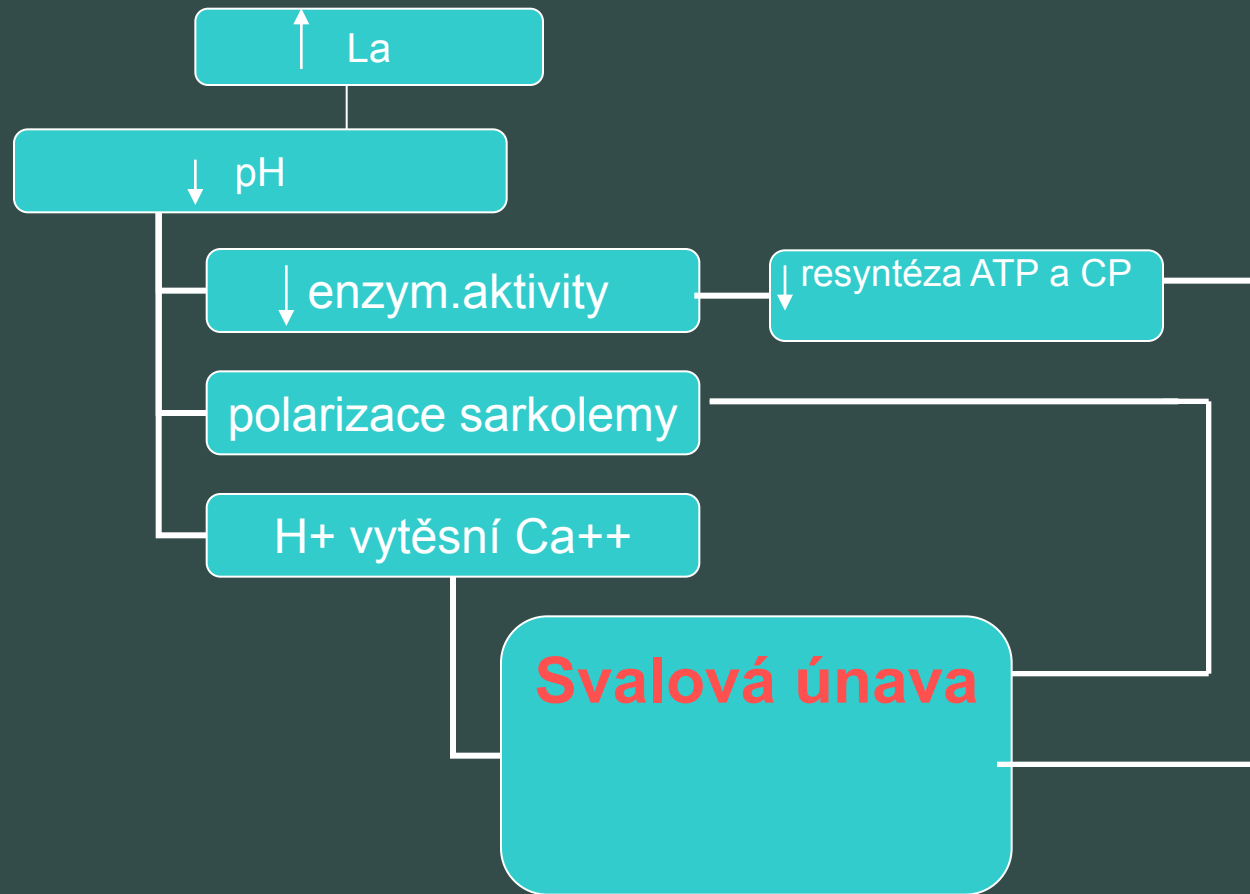 La
pH
enzym.aktivity
resyntéza ATP a CP
polarizace sarkolemy
H+ vytěsní Ca++
Svalová únava